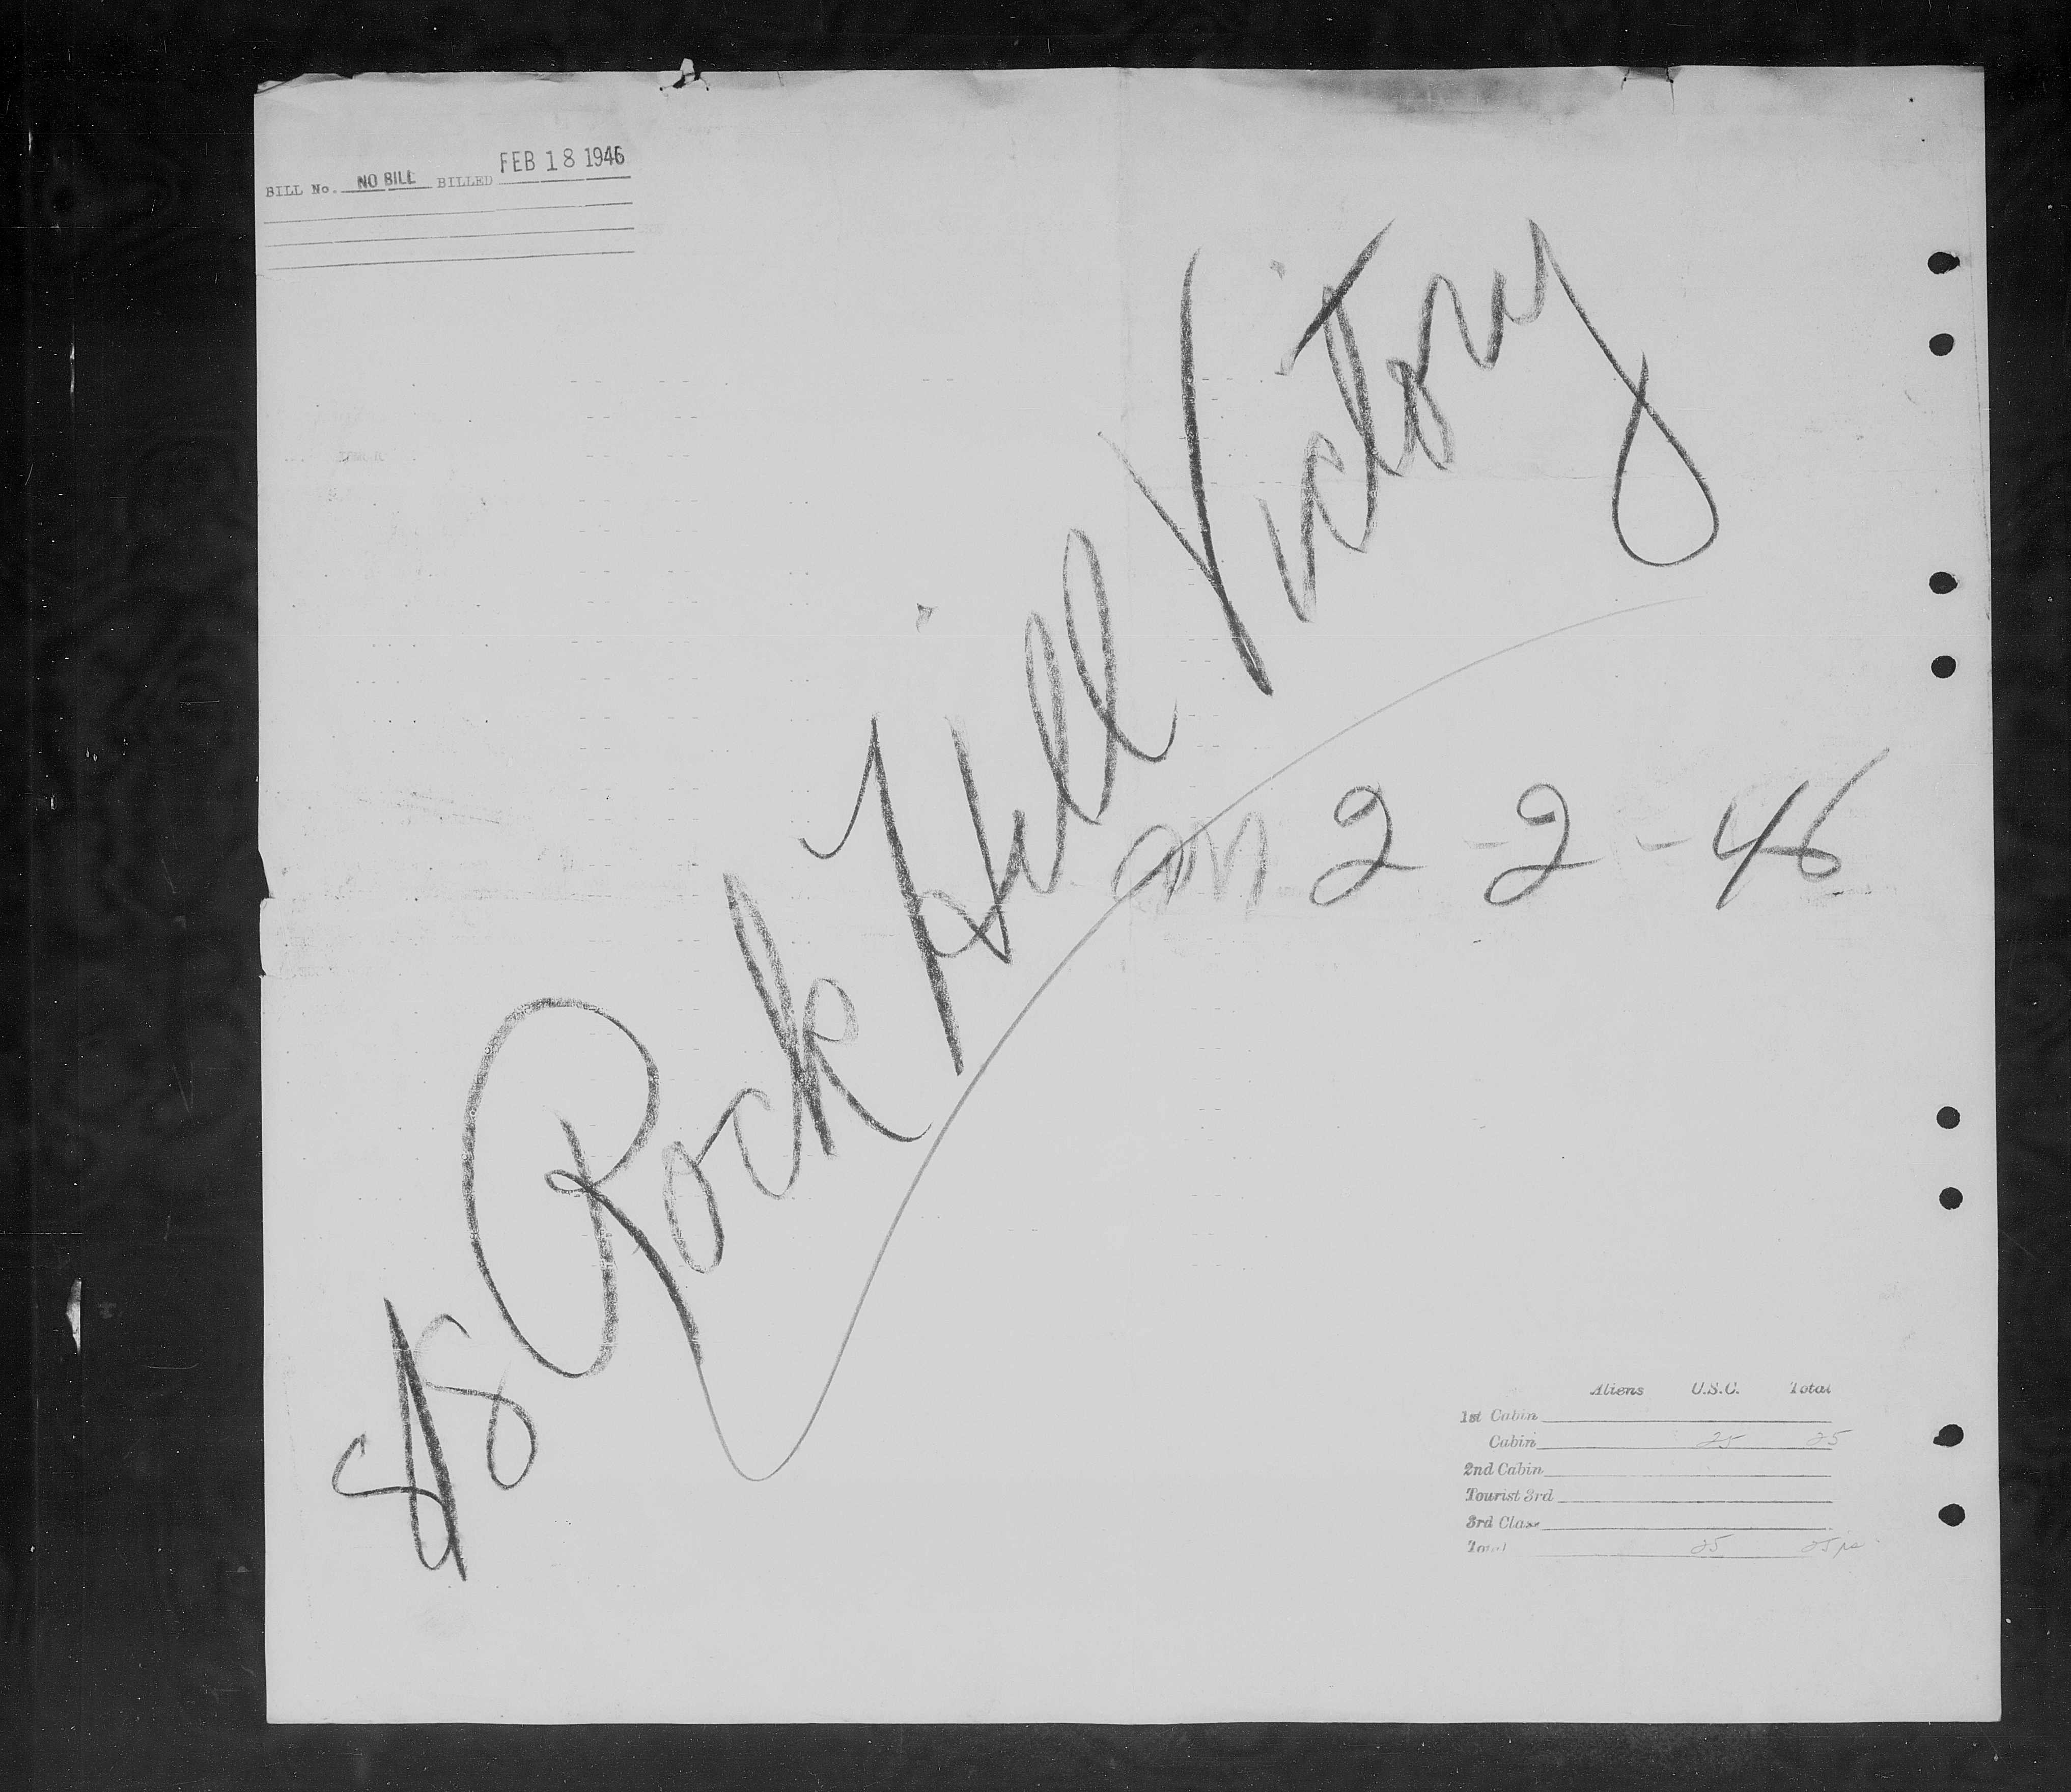 BILL No. NO BILL BILLED FEB 18 1946
SS Rock Hill Victory
on 2-2-46
Aliens U.S.C. Total
1st Cabin
Cabin 25 25
2nd Cabin
Tourist 3rd
3rd Class
Total 25 25